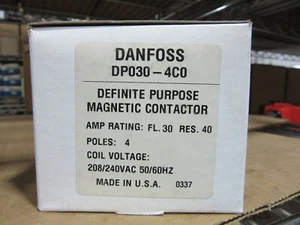 DANFOSS
DP030-4C0
DEFINITE PURPOSE
MAGNETIC CONTACTOR
AMP RATING: FL.30 RES. 40
POLES: 4
COIL VOLTAGE:
208/240VAC 50/60HZ
MADE IN U.S.A. 0337